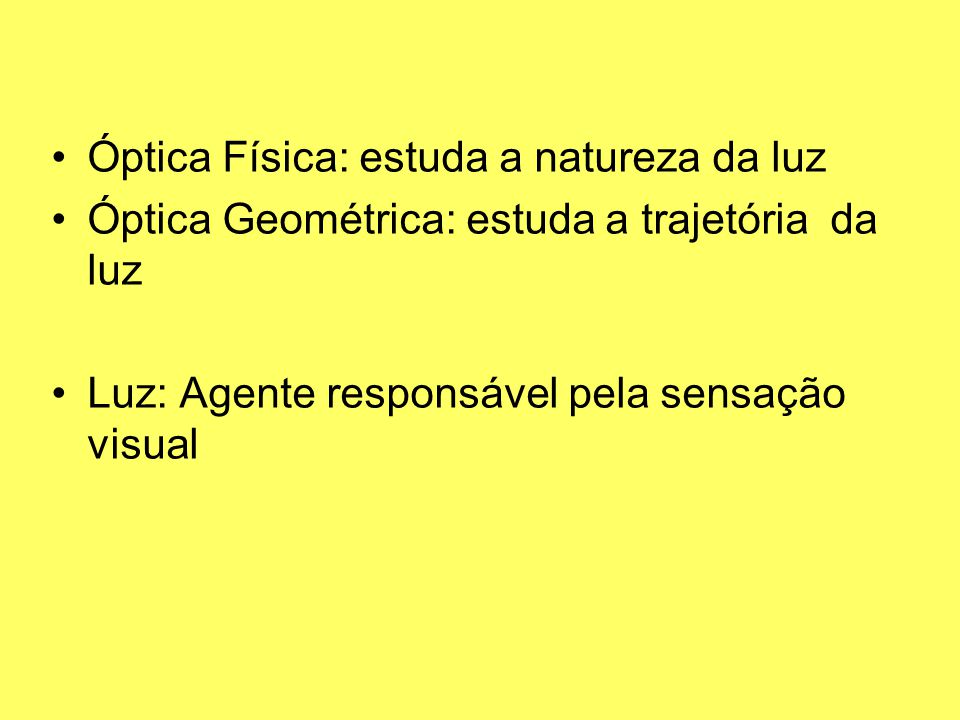 • Óptica Física: estuda a natureza da luz
• Óptica Geométrica: estuda a trajetória  da
luz
• Luz: Agente responsável pela sensação
visual